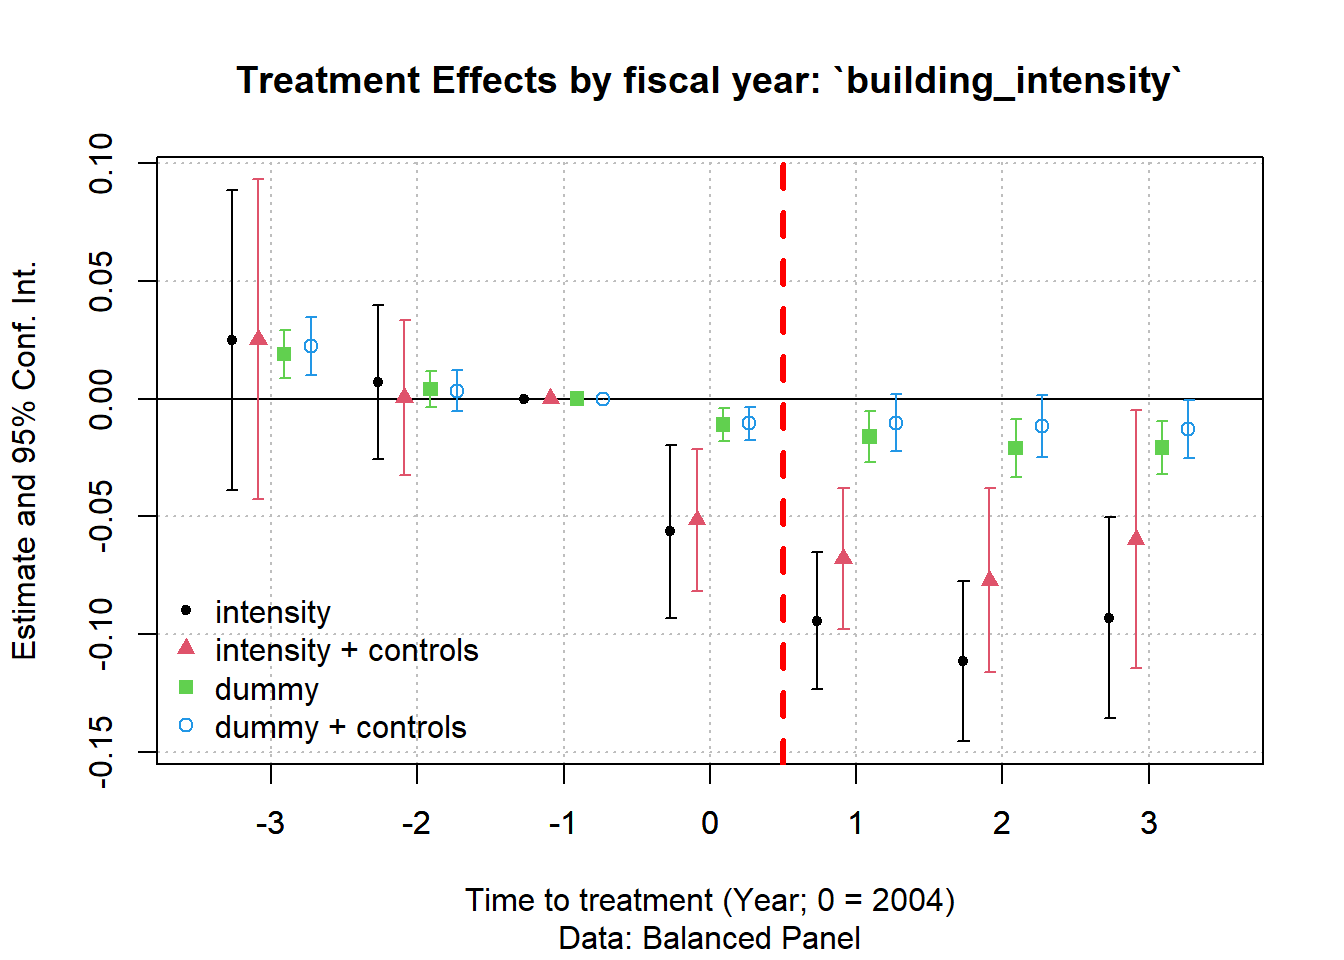 Treatment Effects by fiscal year: `building_intensity`
Estimate and 95% Conf. Int.
0.10
0.05
0.00
-0.05
-0.10
-0.15
intensity
intensity + controls
dummy
dummy + controls
-3 -2 -1 0 1 2 3
Time to treatment (Year; 0 = 2004)
Data: Balanced Panel